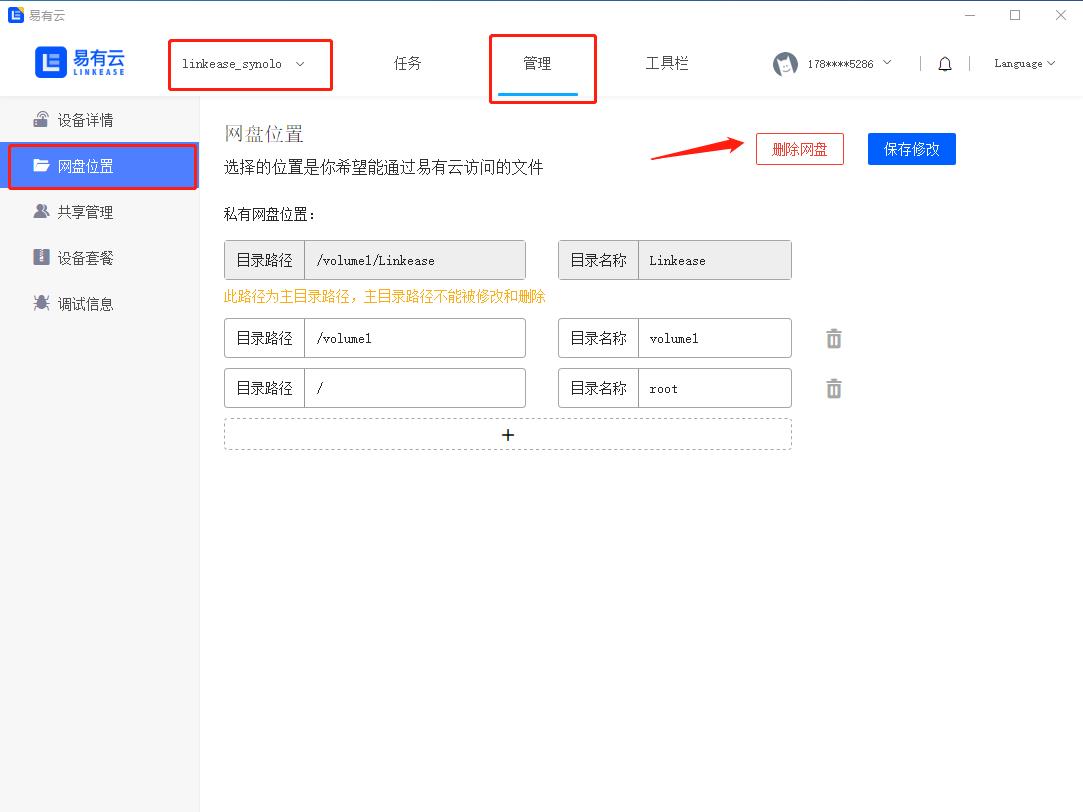 易有云
易有云
LINKEASE
linkease_synolo
任务
管理
工具栏
178****5286
Language
设备详情
网盘位置
共享管理
设备套餐
调试信息
网盘位置
选择的位置是你希望能通过易有云访问的文件
删除网盘
保存修改
私有网盘位置：
目录路径 /volume1/Linkease 目录名称 Linkease
此路径为主目录路径，主目录路径不能被修改和删除
目录路径 /volume1 目录名称 volume1
目录路径 / 目录名称 root
+